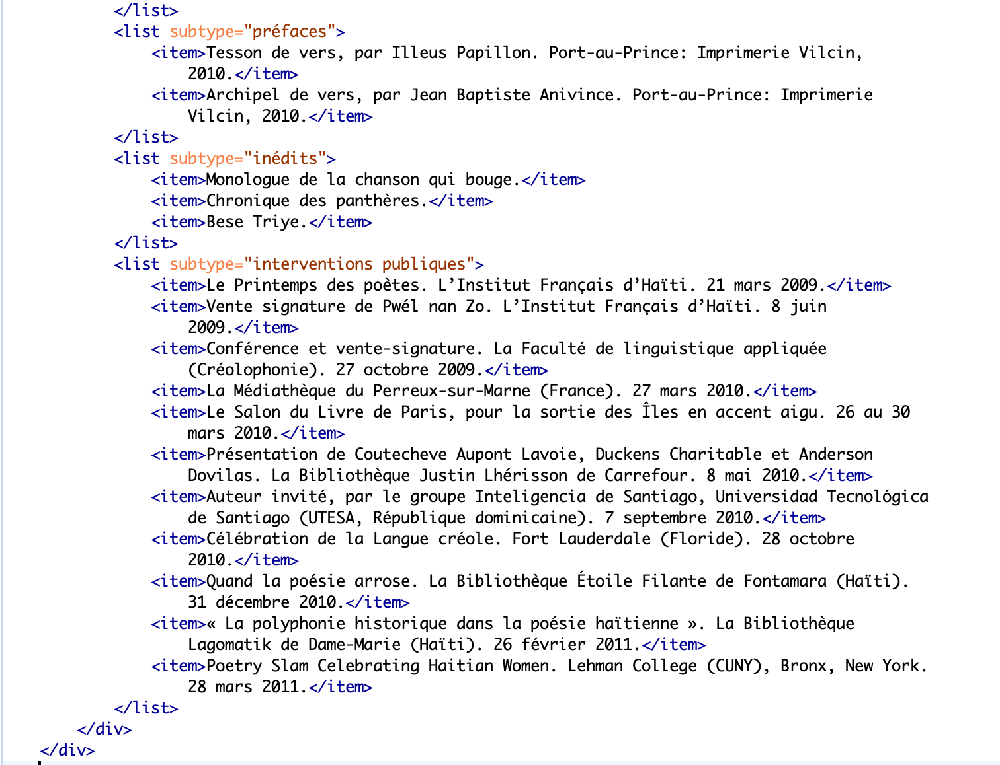 </list>
<list subtype="préfaces">
<item>Tesson de vers, par Illeus Papillon. Port-au-Prince: Imprimerie Vilcin,
2010.</item>
<item>Archipel de vers, par Jean Baptiste Anivince. Port-au-Prince: Imprimerie
Vilcin, 2010.</item>
</list>
<list subtype="inédits">
<item>Monologue de la chanson qui bouge.</item>
<item>Chronique des panthères.</item>
<item>Bese Triye.</item>
</list>
<list subtype="interventions publiques">
<item>Le Printemps des poètes. L’Institut Français d’Haïti. 21 mars 2009.</item>
<item>Vente signature de Pwél nan Zo. L’Institut Français d’Haïti. 8 juin
2009.</item>
<item>Conférence et vente-signature. La Faculté de linguistique appliquée
(Créolophonie). 27 octobre 2009.</item>
<item>La Médiathèque du Perreux-sur-Marne (France). 27 mars 2010.</item>
<item>Le Salon du Livre de Paris, pour la sortie des Îles en accent aigu. 26 au 30
mars 2010.</item>
<item>Présentation de Coutecheve Aupont Lavoie, Duckens Charitable et Anderson
Dovilas. La Bibliothèque Justin Lhérisson de Carrefour. 8 mai 2010.</item>
<item>Auteur invité, par le groupe Inteligencia de Santiago, Universidad Tecnológica
de Santiago (UTESA, République dominicaine). 7 septembre 2010.</item>
<item>Célébration de la Langue créole. Fort Lauderdale (Floride). 28 octobre
2010.</item>
<item>Quand la poésie arrose. La Bibliothèque Étoile Filante de Fontamara (Haïti).
31 décembre 2010.</item>
<item>« La polyphonie historique dans la poésie haïtienne ». La Bibliothèque
Lagomatik de Dame-Marie (Haïti). 26 février 2011.</item>
<item>Poetry Slam Celebrating Haitian Women. Lehman College (CUNY), Bronx, New York.
28 mars 2011.</item>
</list>
</div>
</div>